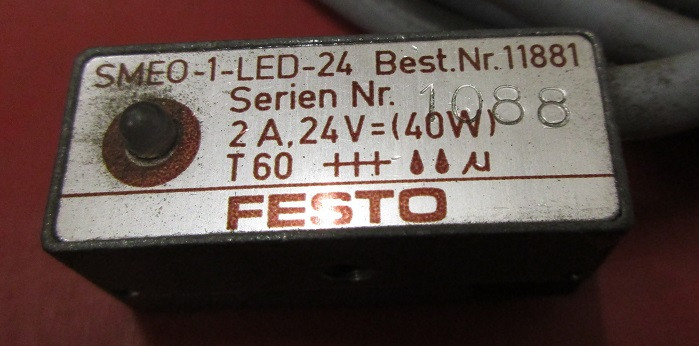 SMEO-1-LED-24 Best.Nr.11881
Serien Nr. 1088
2 A, 24V=(40W)
T60
FESTO